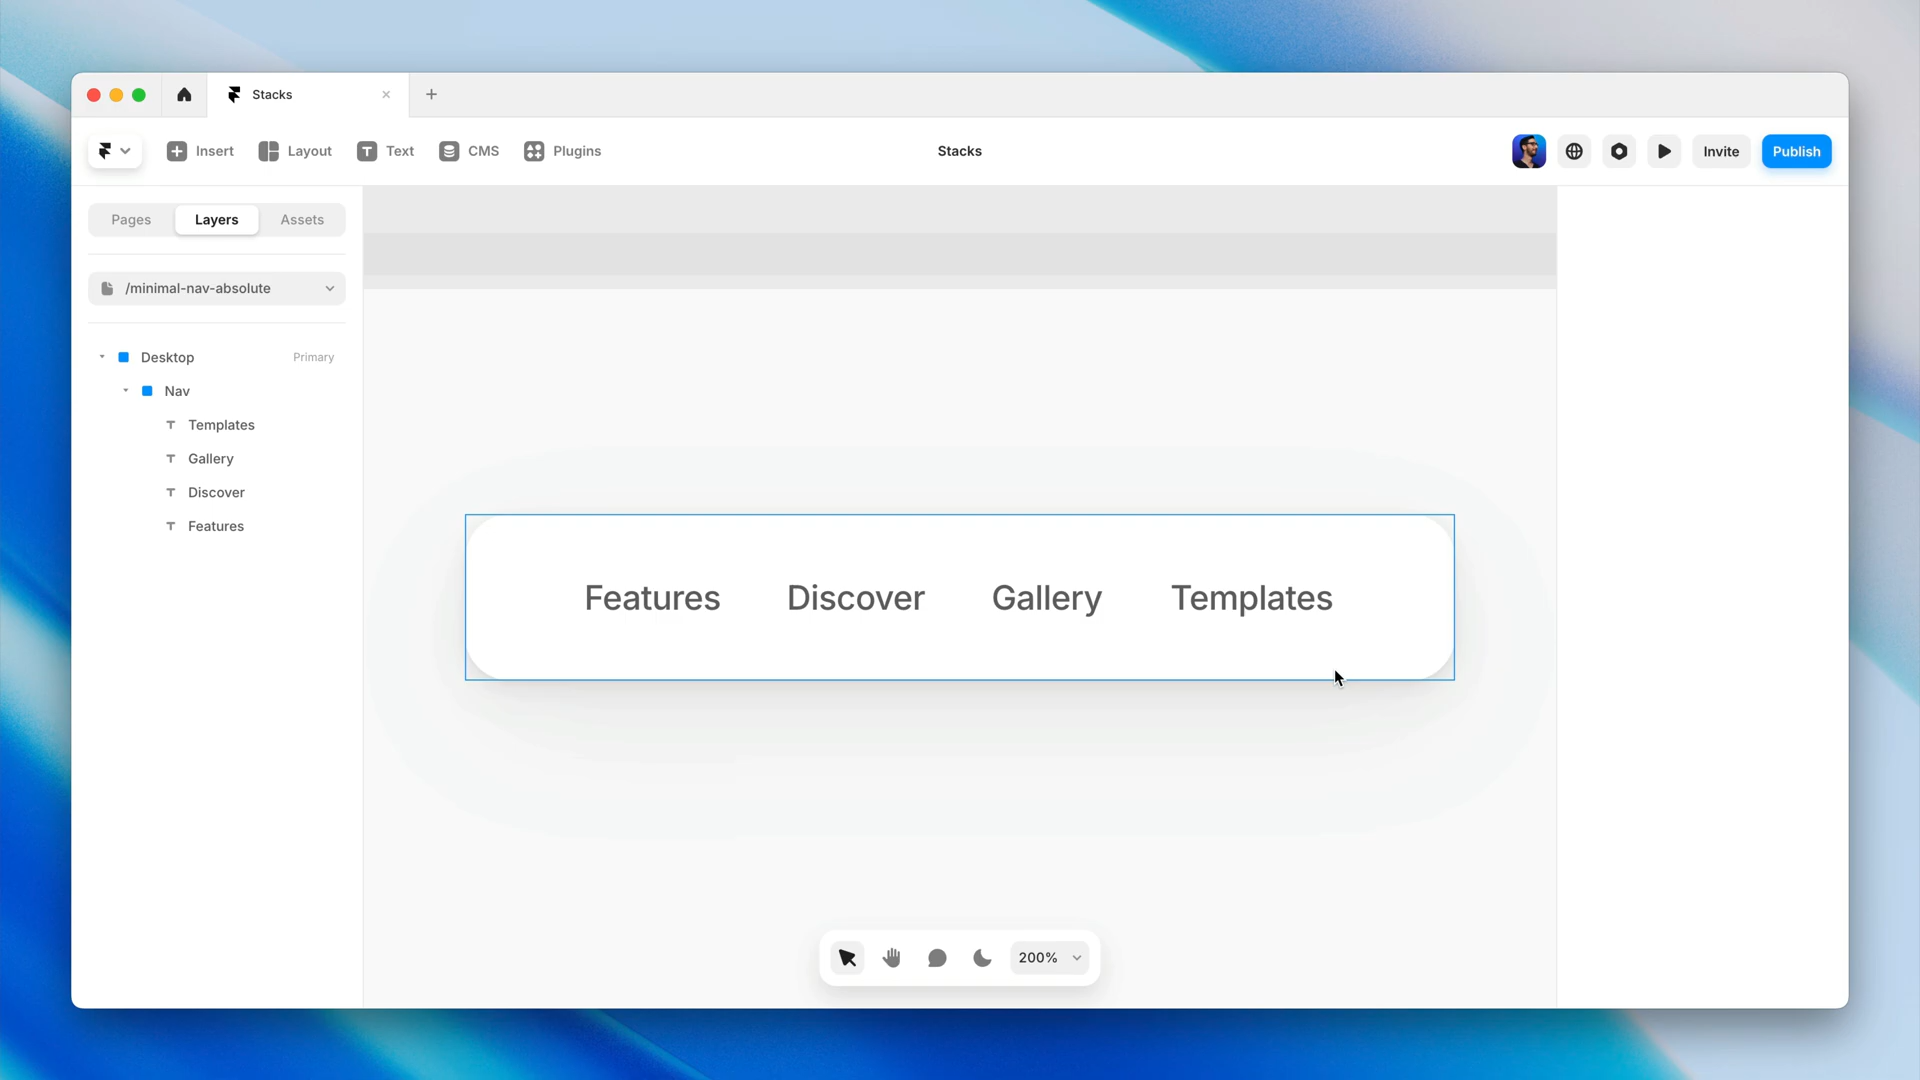 Stacks
Insert Layout Text CMS Plugins
Stacks
Invite Publish
Pages Layers Assets
/minimal-nav-absolute
Desktop Primary
Nav
Templates
Gallery
Discover
Features
Features Discover Gallery Templates
200%